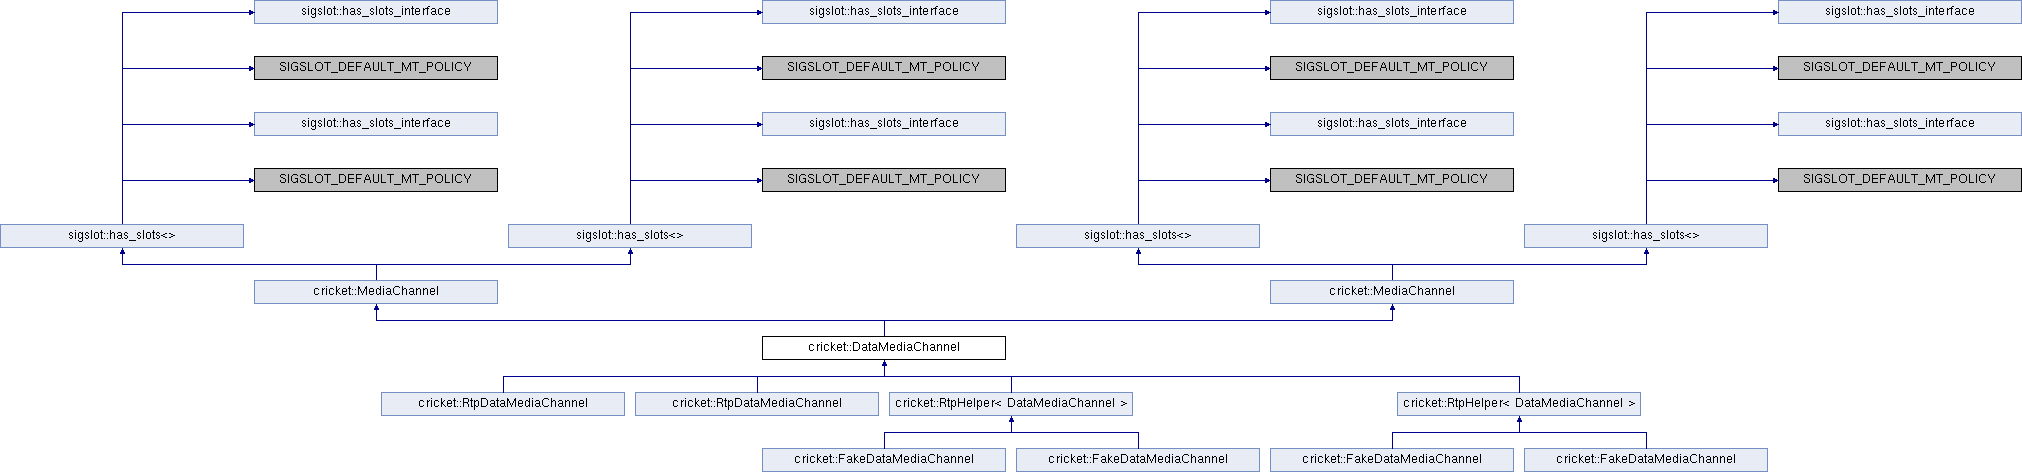 sigslot::has_slots_interface
sigslot::has_slots_interface
sigslot::has_slots_interface
sigslot::has_slots_interface
SIGSLOT_DEFAULT_MT_POLICY
SIGSLOT_DEFAULT_MT_POLICY
SIGSLOT_DEFAULT_MT_POLICY
SIGSLOT_DEFAULT_MT_POLICY
sigslot::has_slots_interface
sigslot::has_slots_interface
sigslot::has_slots_interface
sigslot::has_slots_interface
SIGSLOT_DEFAULT_MT_POLICY
SIGSLOT_DEFAULT_MT_POLICY
SIGSLOT_DEFAULT_MT_POLICY
SIGSLOT_DEFAULT_MT_POLICY
sigslot::has_slots<>
sigslot::has_slots<>
sigslot::has_slots<>
sigslot::has_slots<>
cricket::MediaChannel
cricket::MediaChannel
cricket::DataMediaChannel
cricket::RtpDataMediaChannel
cricket::RtpDataMediaChannel
cricket::RtpHelper< DataMediaChannel >
cricket::RtpHelper< DataMediaChannel >
cricket::FakeDataMediaChannel
cricket::FakeDataMediaChannel
cricket::FakeDataMediaChannel
cricket::FakeDataMediaChannel